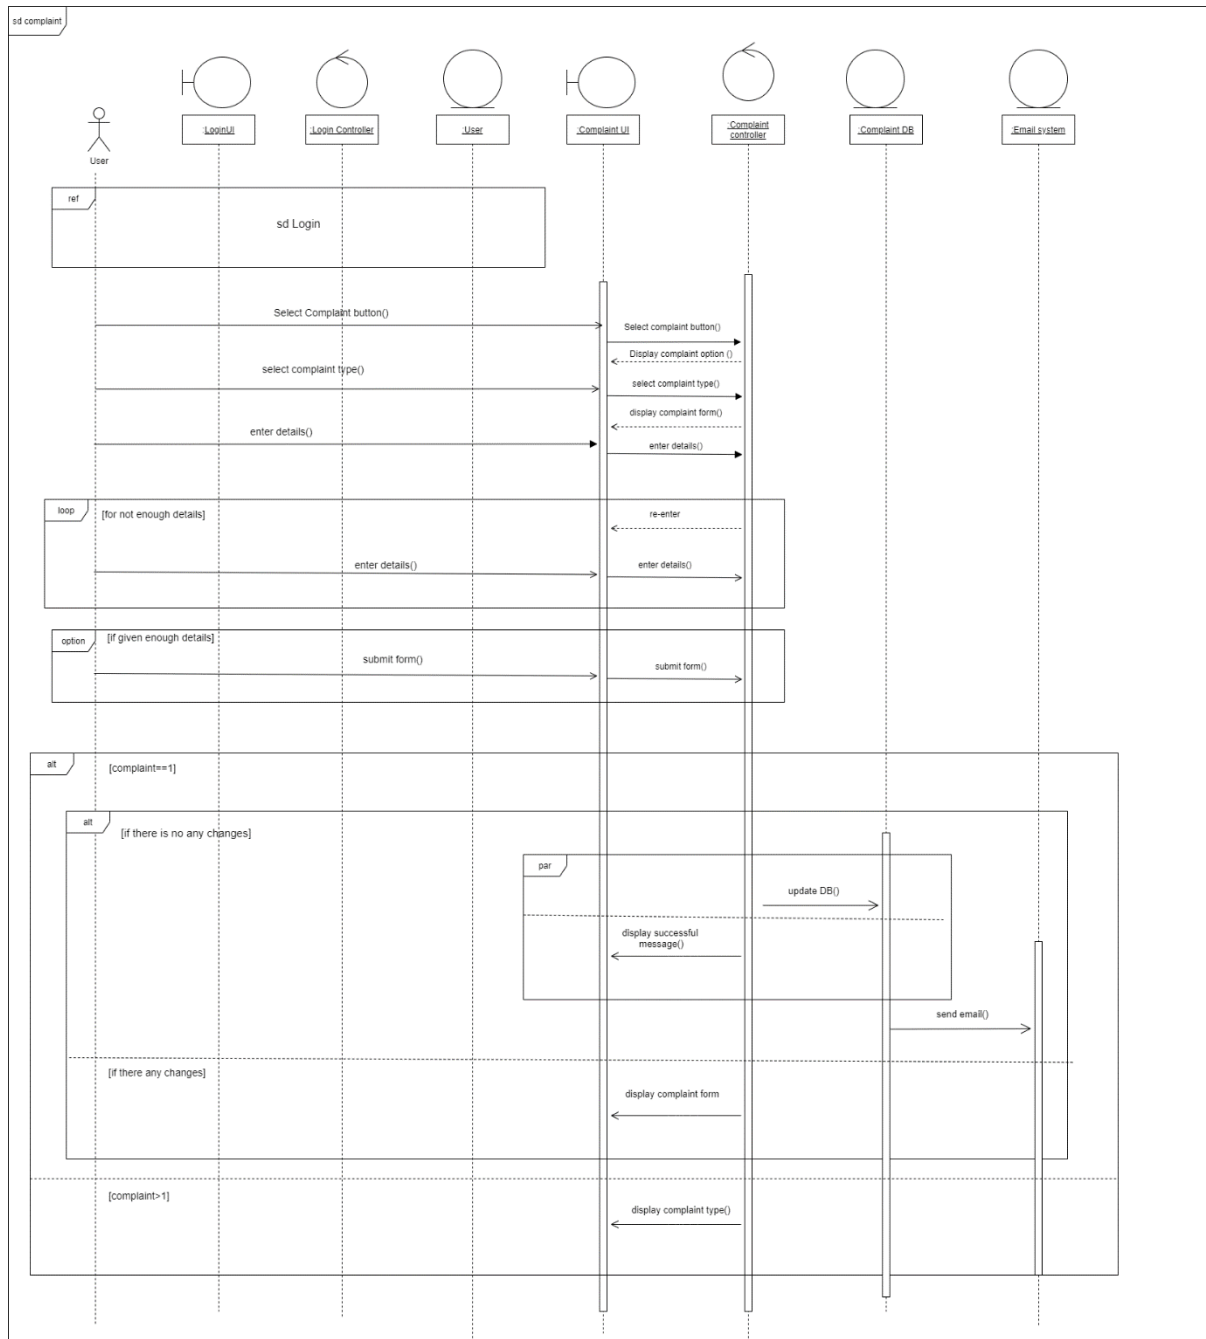 sd complaint
:LoginUI
:Login Controller
:User
:Complaint UI
:Complaint
controller
:Complaint DB
:Email system
User
ref
sd Login
Select Complaint button()
Select complaint button()
Display complaint option ()
select complaint type()
select complaint type()
display complaint form()
enter details()
enter details()
loop
[for not enough details]
re-enter
enter details()
enter details()
option
[if given enough details]
submit form()
submit form()
alt
[complaint==1]
alt
[if there is no any changes]
par
update DB()
display successful
message()
send email()
[if there any changes]
display complaint form
[complaint>1]
display complaint type()